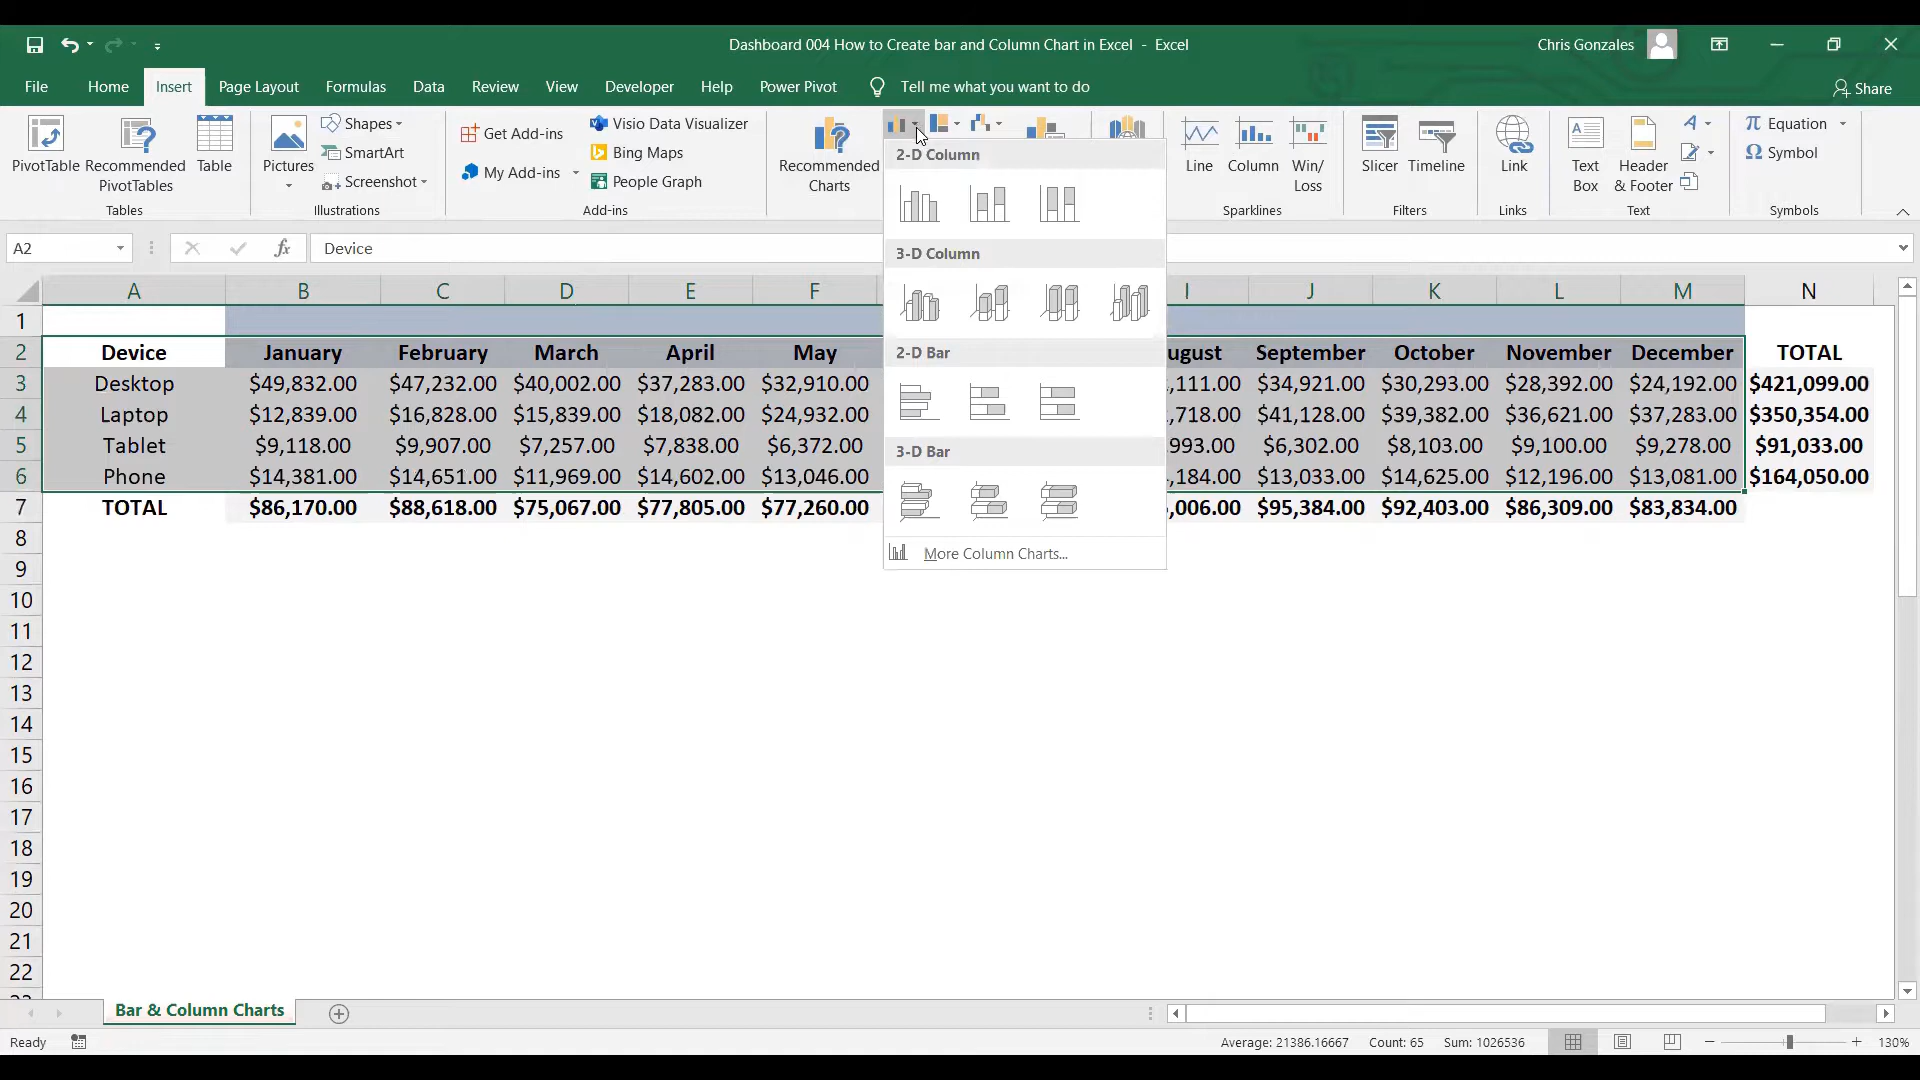 Dashboard 004 How to Create bar and Column Chart in Excel - Excel
Chris Gonzales
File Home Insert Page Layout Formulas Data Review View Developer Help Power Pivot Tell me what you want to do
Share
PivotTable
Recommended PivotTables
Table
Tables
Pictures
Shapes
SmartArt
Screenshot
Illustrations
Get Add-ins
My Add-ins
Visio Data Visualizer
Bing Maps
People Graph
Add-ins
Recommended Charts
Line
Column
Win/Loss
Sparklines
Slicer
Timeline
Filters
Link
Links
Text Box
Header & Footer
Text
Equation
Symbol
Symbols
2-D Column
3-D Column
2-D Bar
3-D Bar
More Column Charts...
A2
fx
Device
A B C D E F I J K L M N
1
2 Device January February March April May ugust September October November December TOTAL
3 Desktop $49,832.00 $47,232.00 $40,002.00 $37,283.00 $32,910.00 ,111.00 $34,921.00 $30,293.00 $28,392.00 $24,192.00 $421,099.00
4 Laptop $12,839.00 $16,828.00 $15,839.00 $18,082.00 $24,932.00 ,718.00 $41,128.00 $39,382.00 $36,621.00 $37,283.00 $350,354.00
5 Tablet $9,118.00 $9,907.00 $7,257.00 $7,838.00 $6,372.00 993.00 $6,302.00 $8,103.00 $9,100.00 $9,278.00 $91,033.00
6 Phone $14,381.00 $14,651.00 $11,969.00 $14,602.00 $13,046.00 ,184.00 $13,033.00 $14,625.00 $12,196.00 $13,081.00 $164,050.00
7 TOTAL $86,170.00 $88,618.00 $75,067.00 $77,805.00 $77,260.00 ,006.00 $95,384.00 $92,403.00 $86,309.00 $83,834.00
8
9
10
11
12
13
14
15
16
17
18
19
20
21
22
Bar & Column Charts
Ready
Average: 21386.16667 Count: 65 Sum: 1026536
130%